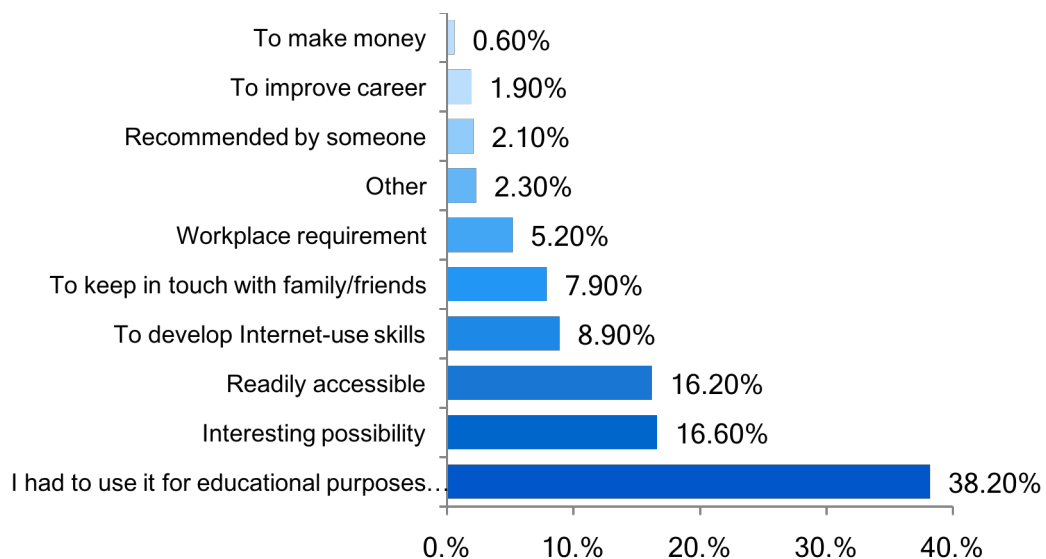 To make money 0.60%
To improve career 1.90%
Recommended by someone 2.10%
Other 2.30%
Workplace requirement 5.20%
To keep in touch with family/friends 7.90%
To develop Internet-use skills 8.90%
Readily accessible 16.20%
Interesting possibility 16.60%
I had to use it for educational purposes… 38.20%
0.% 10.% 20.% 30.% 40.%